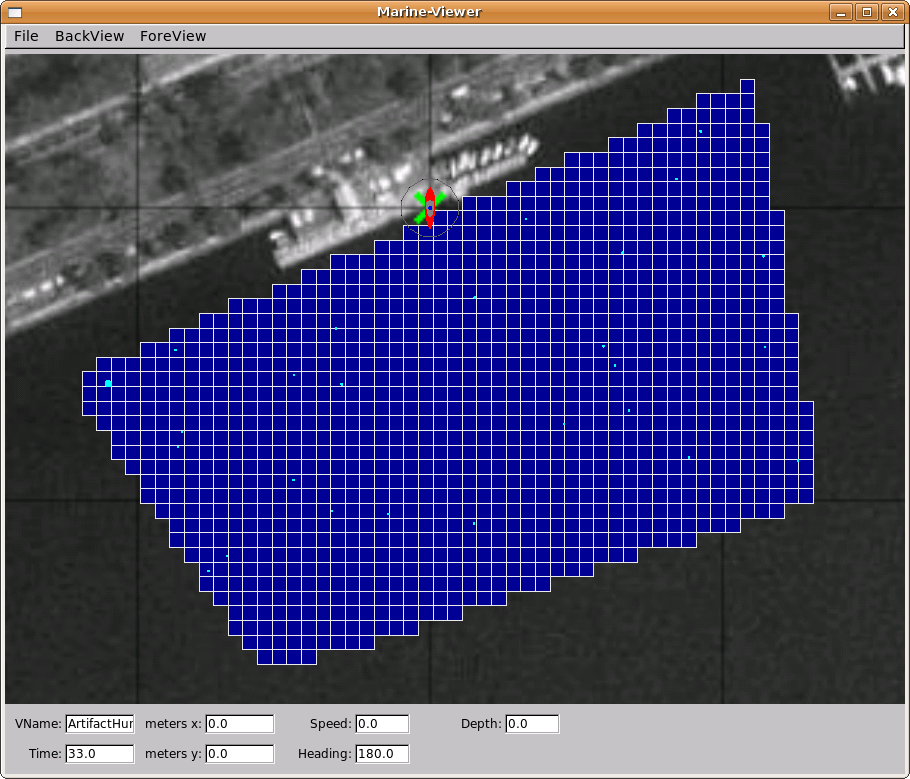 Marine-Viewer
File BackView ForeView
VName: ArtifactHur meters x: 0.0 Speed: 0.0 Depth: 0.0
Time: 33.0 meters y: 0.0 Heading: 180.0